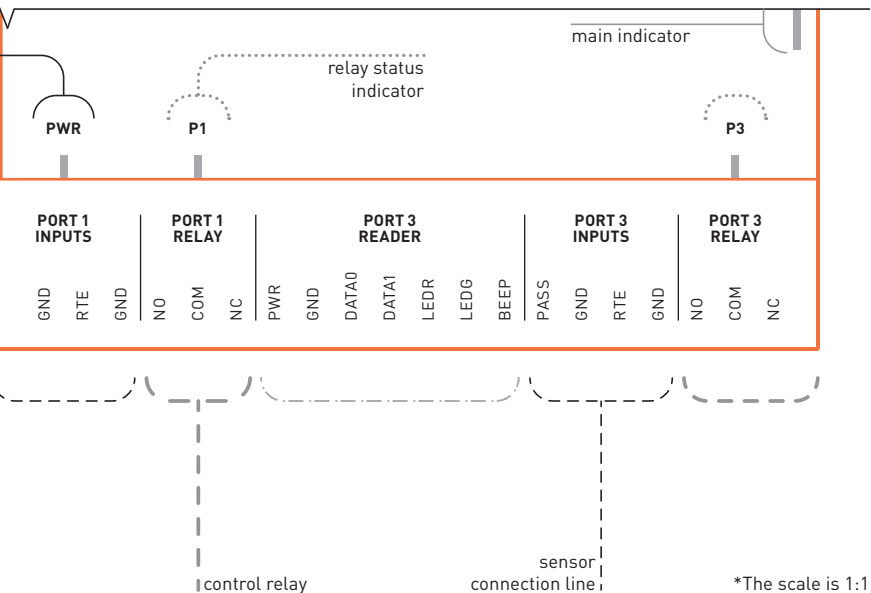 main indicator
relay status
indicator
PWR
P1
P3
PORT 1
INPUTS
PORT 1
RELAY
PORT 3
READER
PORT 3
INPUTS
PORT 3
RELAY
GND
RTE
GND
NO
COM
NC
PWR
GND
DATA0
DATA1
LEDR
LEDG
BEEP
PASS
GND
RTE
GND
NO
COM
NC
control relay
sensor
connection line
*The scale is 1:1